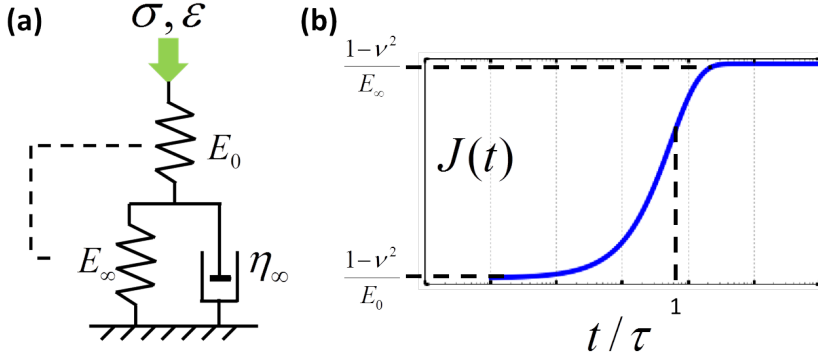 (a)
σ, ε
E₀
E∞
η∞
(b)
1−ν²
E∞
J(t)
1−ν²
E₀
1
t / τ